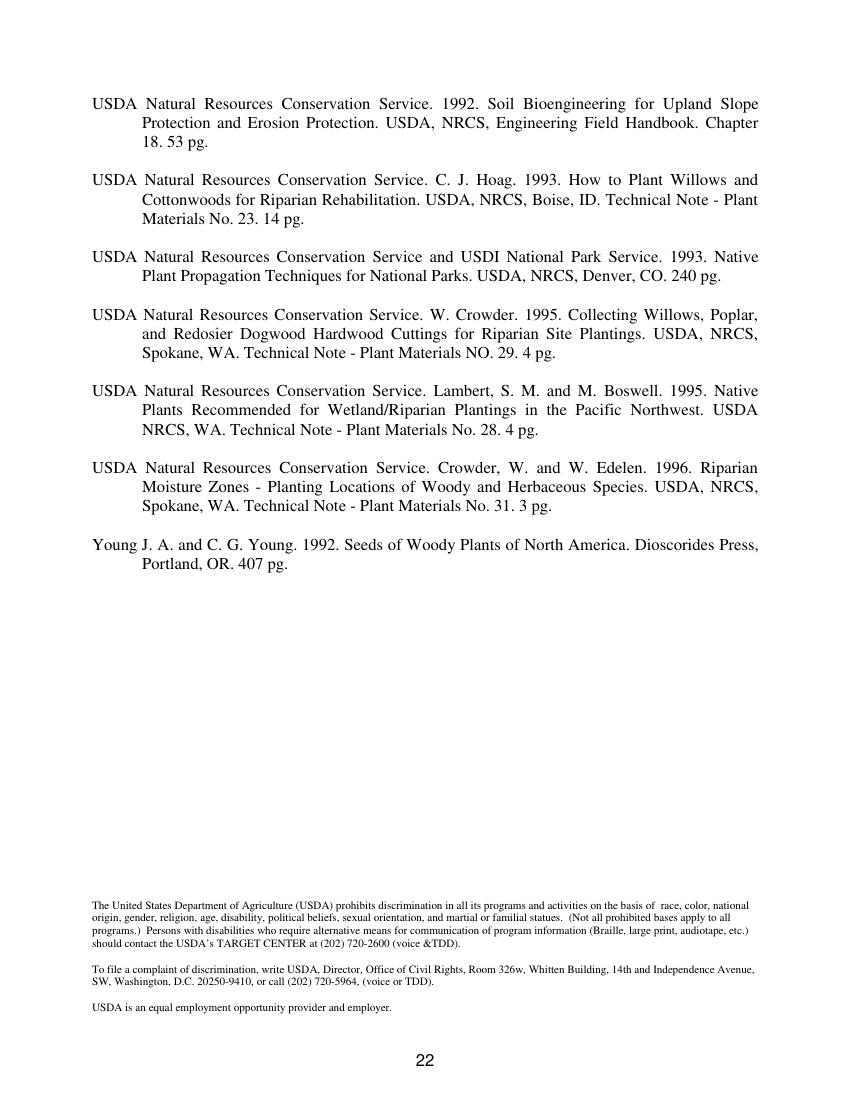 USDA Natural Resources Conservation Service. 1992. Soil Bioengineering for Upland Slope
Protection and Erosion Protection. USDA, NRCS, Engineering Field Handbook. Chapter
18. 53 pg.
USDA Natural Resources Conservation Service. C. J. Hoag. 1993. How to Plant Willows and
Cottonwoods for Riparian Rehabilitation. USDA, NRCS, Boise, ID. Technical Note - Plant
Materials No. 23. 14 pg.
USDA Natural Resources Conservation Service and USDI National Park Service. 1993. Native
Plant Propagation Techniques for National Parks. USDA, NRCS, Denver, CO. 240 pg.
USDA Natural Resources Conservation Service. W. Crowder. 1995. Collecting Willows, Poplar,
and Redosier Dogwood Hardwood Cuttings for Riparian Site Plantings. USDA, NRCS,
Spokane, WA. Technical Note - Plant Materials NO. 29. 4 pg.
USDA Natural Resources Conservation Service. Lambert, S. M. and M. Boswell. 1995. Native
Plants Recommended for Wetland/Riparian Plantings in the Pacific Northwest. USDA
NRCS, WA. Technical Note - Plant Materials No. 28. 4 pg.
USDA Natural Resources Conservation Service. Crowder, W. and W. Edelen. 1996. Riparian
Moisture Zones - Planting Locations of Woody and Herbaceous Species. USDA, NRCS,
Spokane, WA. Technical Note - Plant Materials No. 31. 3 pg.
Young J. A. and C. G. Young. 1992. Seeds of Woody Plants of North America. Dioscorides Press,
Portland, OR. 407 pg.
The United States Department of Agriculture (USDA) prohibits discrimination in all its programs and activities on the basis of  race, color, national
origin, gender, religion, age, disability, political beliefs, sexual orientation, and martial or familial statues.  (Not all prohibited bases apply to all
programs.)  Persons with disabilities who require alternative means for communication of program information (Braille, large print, audiotape, etc.)
should contact the USDA's TARGET CENTER at (202) 720-2600 (voice &TDD).
To file a complaint of discrimination, write USDA, Director, Office of Civil Rights, Room 326w, Whitten Building, 14th and Independence Avenue,
SW, Washington, D.C. 20250-9410, or call (202) 720-5964, (voice or TDD).
USDA is an equal employment opportunity provider and employer.
22